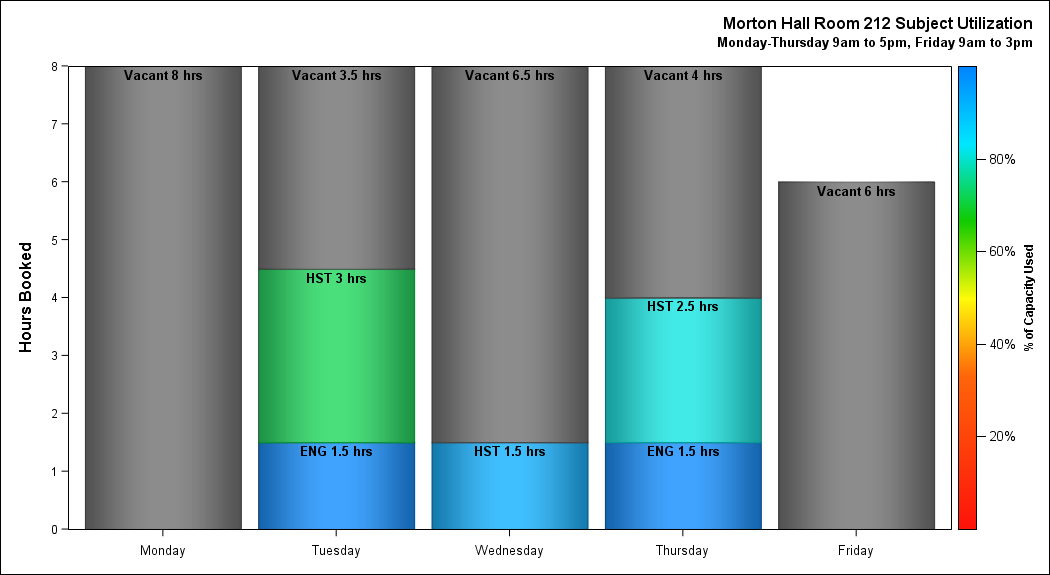 Morton Hall Room 212 Subject Utilization
Monday-Thursday 9am to 5pm, Friday 9am to 3pm
Hours Booked
8
7
6
5
4
3
2
1
0
Vacant 8 hrs
Vacant 3.5 hrs
HST 3 hrs
ENG 1.5 hrs
Vacant 6.5 hrs
HST 1.5 hrs
Vacant 4 hrs
HST 2.5 hrs
ENG 1.5 hrs
Vacant 6 hrs
Monday
Tuesday
Wednesday
Thursday
Friday
80%
60%
40%
20%
% of Capacity Used